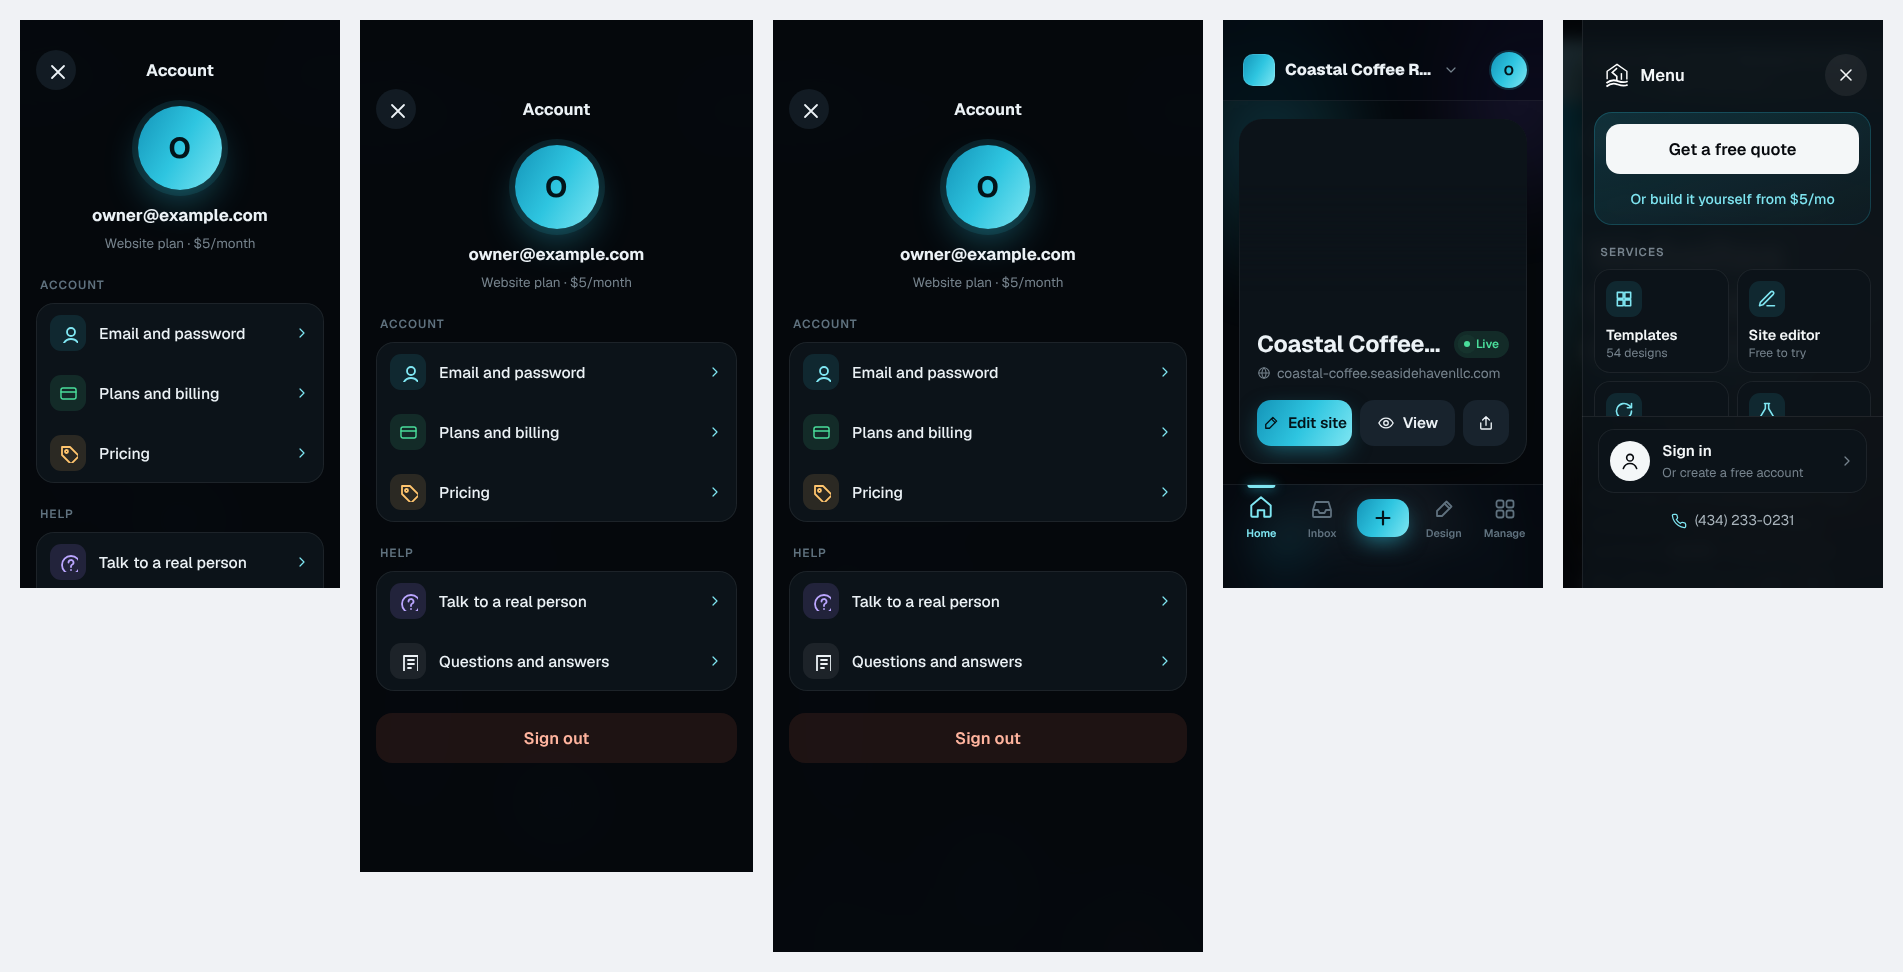 Account
O
owner@example.com
Website plan · $5/month
ACCOUNT
Email and password
Plans and billing
Pricing
HELP
Talk to a real person
Account
O
owner@example.com
Website plan · $5/month
ACCOUNT
Email and password
Plans and billing
Pricing
HELP
Talk to a real person
Questions and answers
Sign out
Account
O
owner@example.com
Website plan · $5/month
ACCOUNT
Email and password
Plans and billing
Pricing
HELP
Talk to a real person
Questions and answers
Sign out
Coastal Coffee R...
O
Coastal Coffee...
Live
coastal-coffee.seasidehavenllc.com
Edit site
View
Home
Inbox
Design
Manage
Menu
Get a free quote
Or build it yourself from $5/mo
SERVICES
Templates
54 designs
Site editor
Free to try
Sign in
Or create a free account
(434) 233-0231